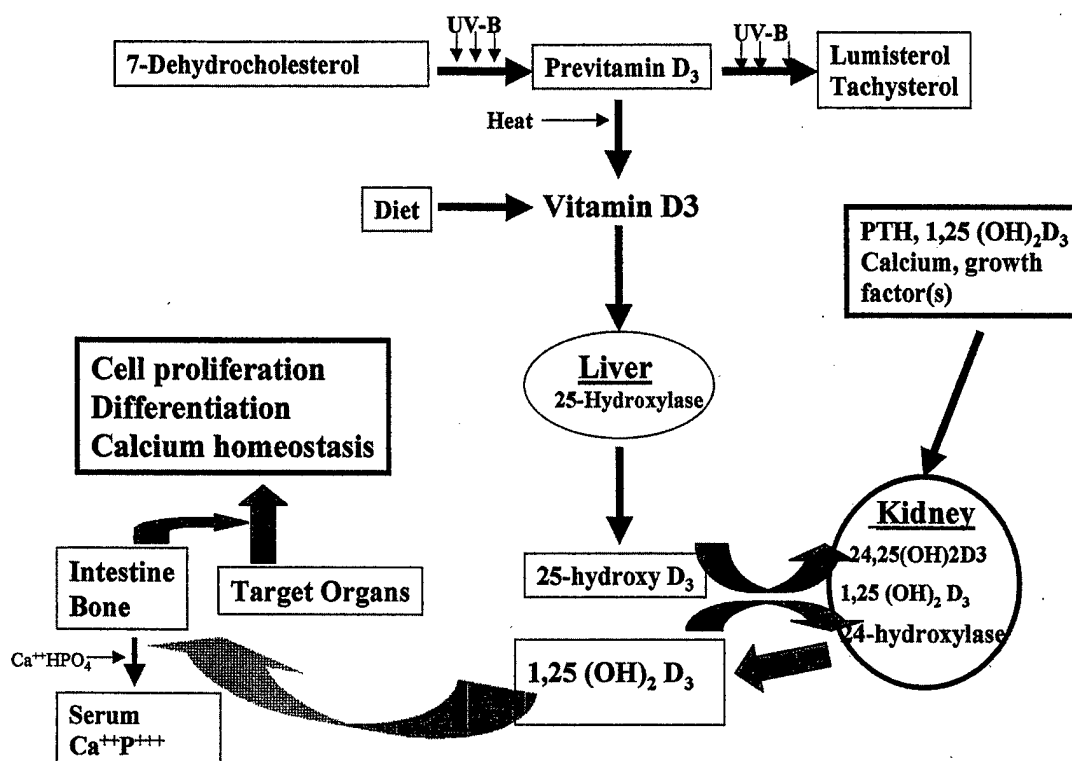 UV-B
UV-B
7-Dehydrocholesterol
Previtamin D₃
Lumisterol
Tachysterol
Heat
Diet
Vitamin D3
PTH, 1,25 (OH)₂D₃
Calcium, growth
factor(s)
Liver
25-Hydroxylase
Cell proliferation
Differentiation
Calcium homeostasis
Kidney
24,25(OH)2D3
1,25 (OH)₂ D₃
24-hydroxylase
25-hydroxy D₃
Intestine
Bone
Target Organs
Ca⁺⁺HPO₄
1,25 (OH)₂ D₃
Serum
Ca⁺⁺P⁺⁺⁺